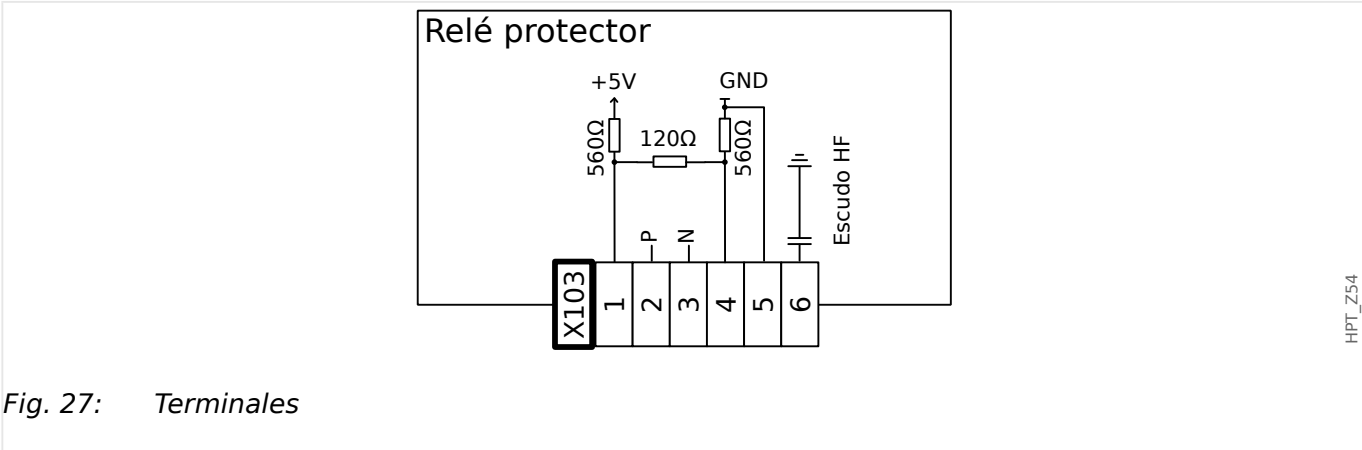 Relé protector
+5V
GND
560Ω
120Ω
560Ω
Escudo HF
P
N
X103
1
2
3
4
5
6
HPT_Z54
Fig. 27: Terminales